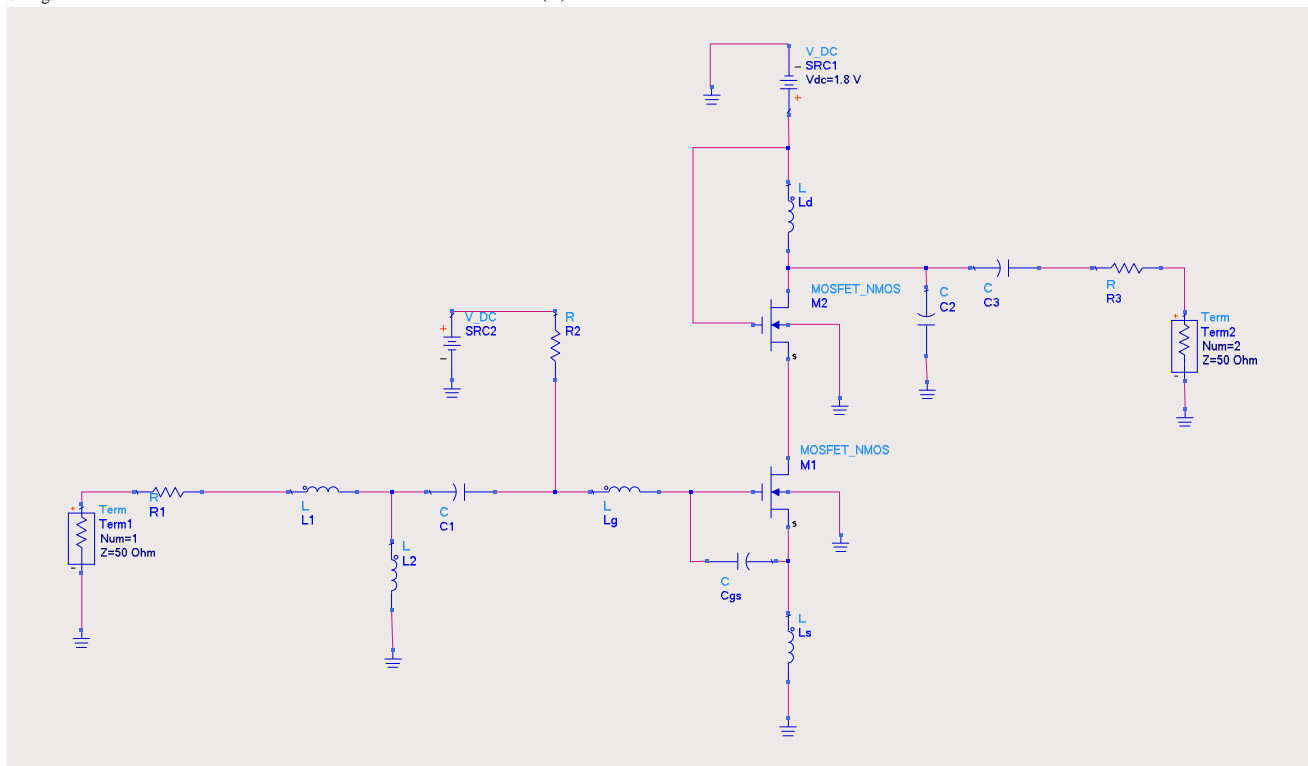 V_DC
SRC1
Vdc=1.8 V
−
+
L
Ld
MOSFET_NMOS
M2
s
C
C2
C
C3
R
R3
Term
Term2
Num=2
Z=50 Ohm
+
-
V_DC
SRC2
+
−
R
R2
MOSFET_NMOS
M1
s
Term
Term1
Num=1
Z=50 Ohm
+
-
R
R1
L
L1
L
L2
C
C1
L
Lg
C
Cgs
L
Ls